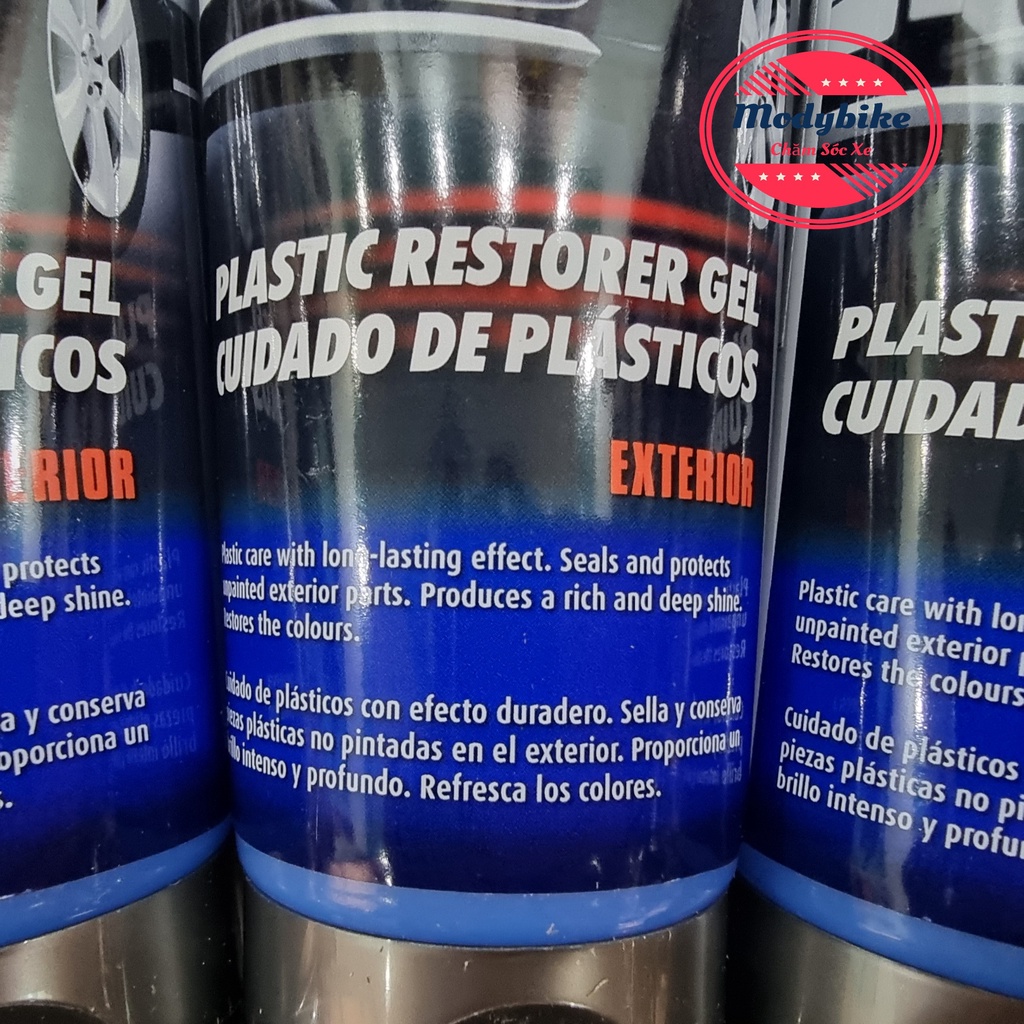 Modybike
Chăm Sóc Xe
GEL
ICOS
ERIOR
protects
deep shine.
a y conserva
oporciona un
s.
PLASTIC RESTORER GEL
CUIDADO DE PLÁSTICOS
EXTERIOR
Plastic care with long-lasting effect. Seals and protects
unpainted exterior parts. Produces a rich and deep shine.
Restores the colours.
Cuidado de plásticos con efecto duradero. Sella y conserva
piezas plásticas no pintadas en el exterior. Proporciona un
brillo intenso y profundo. Refresca los colores.
PLASTI
CUIDAD
Plastic care with lon
unpainted exterior p
Restores the colours
Cuidado de plásticos
piezas plásticas no pi
brillo intenso y profun